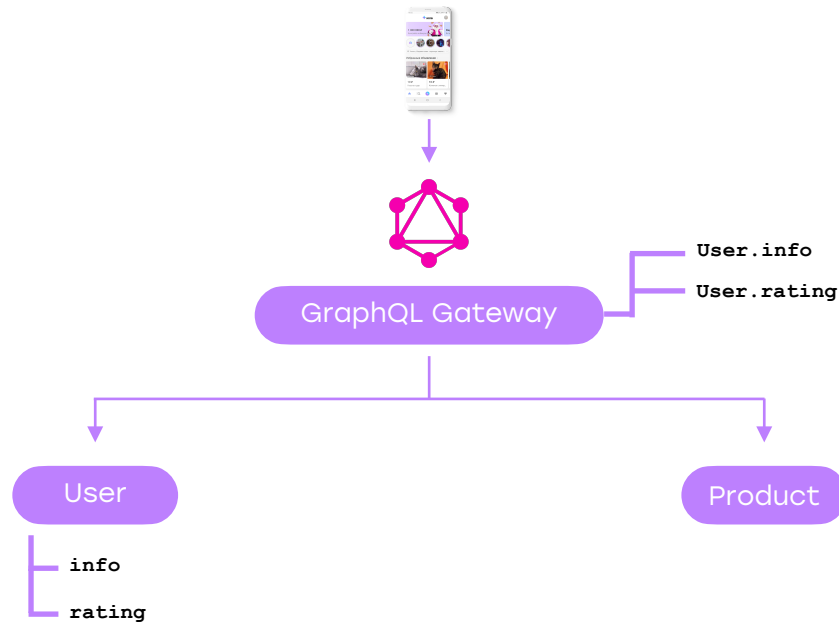 User.info
User.rating
GraphQL Gateway
User
Product
info
rating